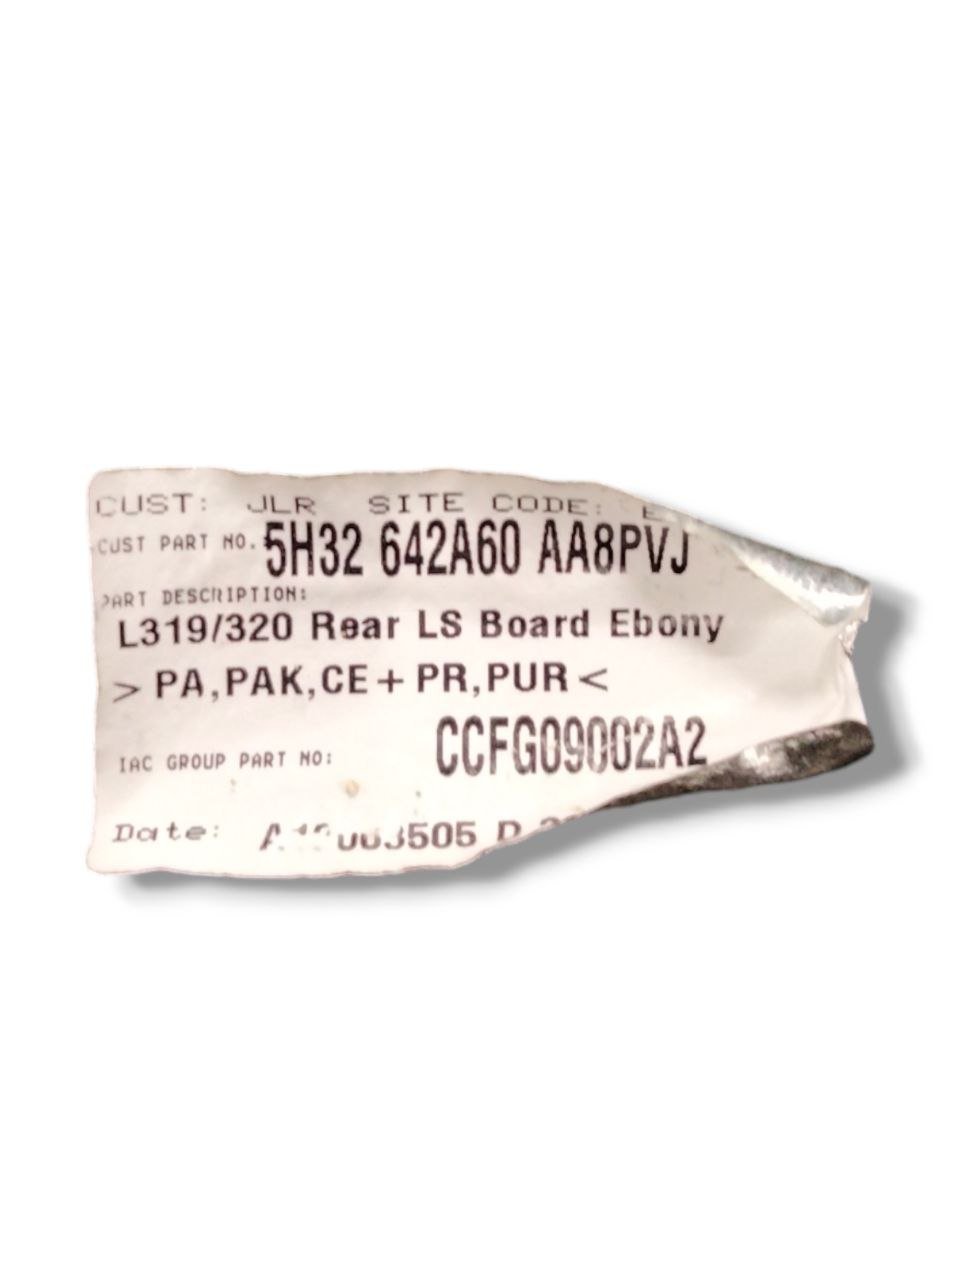 CUST: JLR SITE CODE:
CUST PART NO. 5H32 642A60 AA8PVJ
PART DESCRIPTION:
L319/320 Rear LS Board Ebony
> PA,PAK,CE + PR,PUR <
IAC GROUP PART NO: CCFG09002A2
Date: